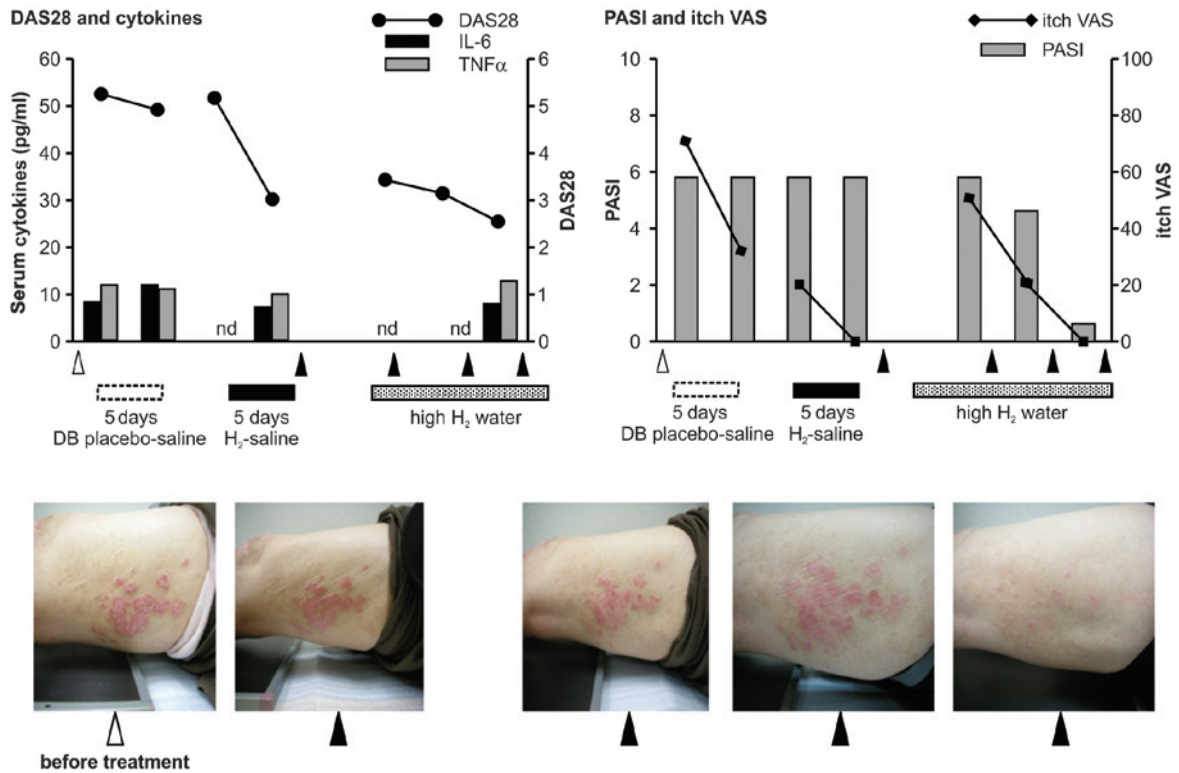 DAS28 and cytokines
DAS28
IL-6
TNFα
Serum cytokines (pg/ml)
60
50
40
30
20
10
0
nd
nd
nd
6
5
4
3
2
1
0
DAS28
5 days
DB placebo-saline
5 days
H₂-saline
high H₂ water
PASI and itch VAS
itch VAS
PASI
PASI
10
8
6
4
2
0
100
80
60
40
20
0
itch VAS
5 days
DB placebo-saline
5 days
H₂-saline
high H₂ water
before treatment